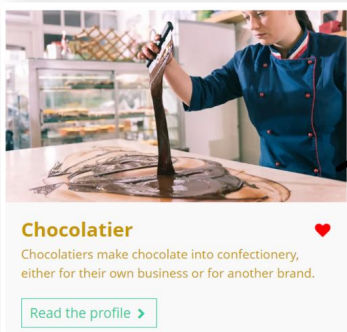 Chocolatier
Chocolatiers make chocolate into confectionery,
either for their own business or for another brand.
Read the profile